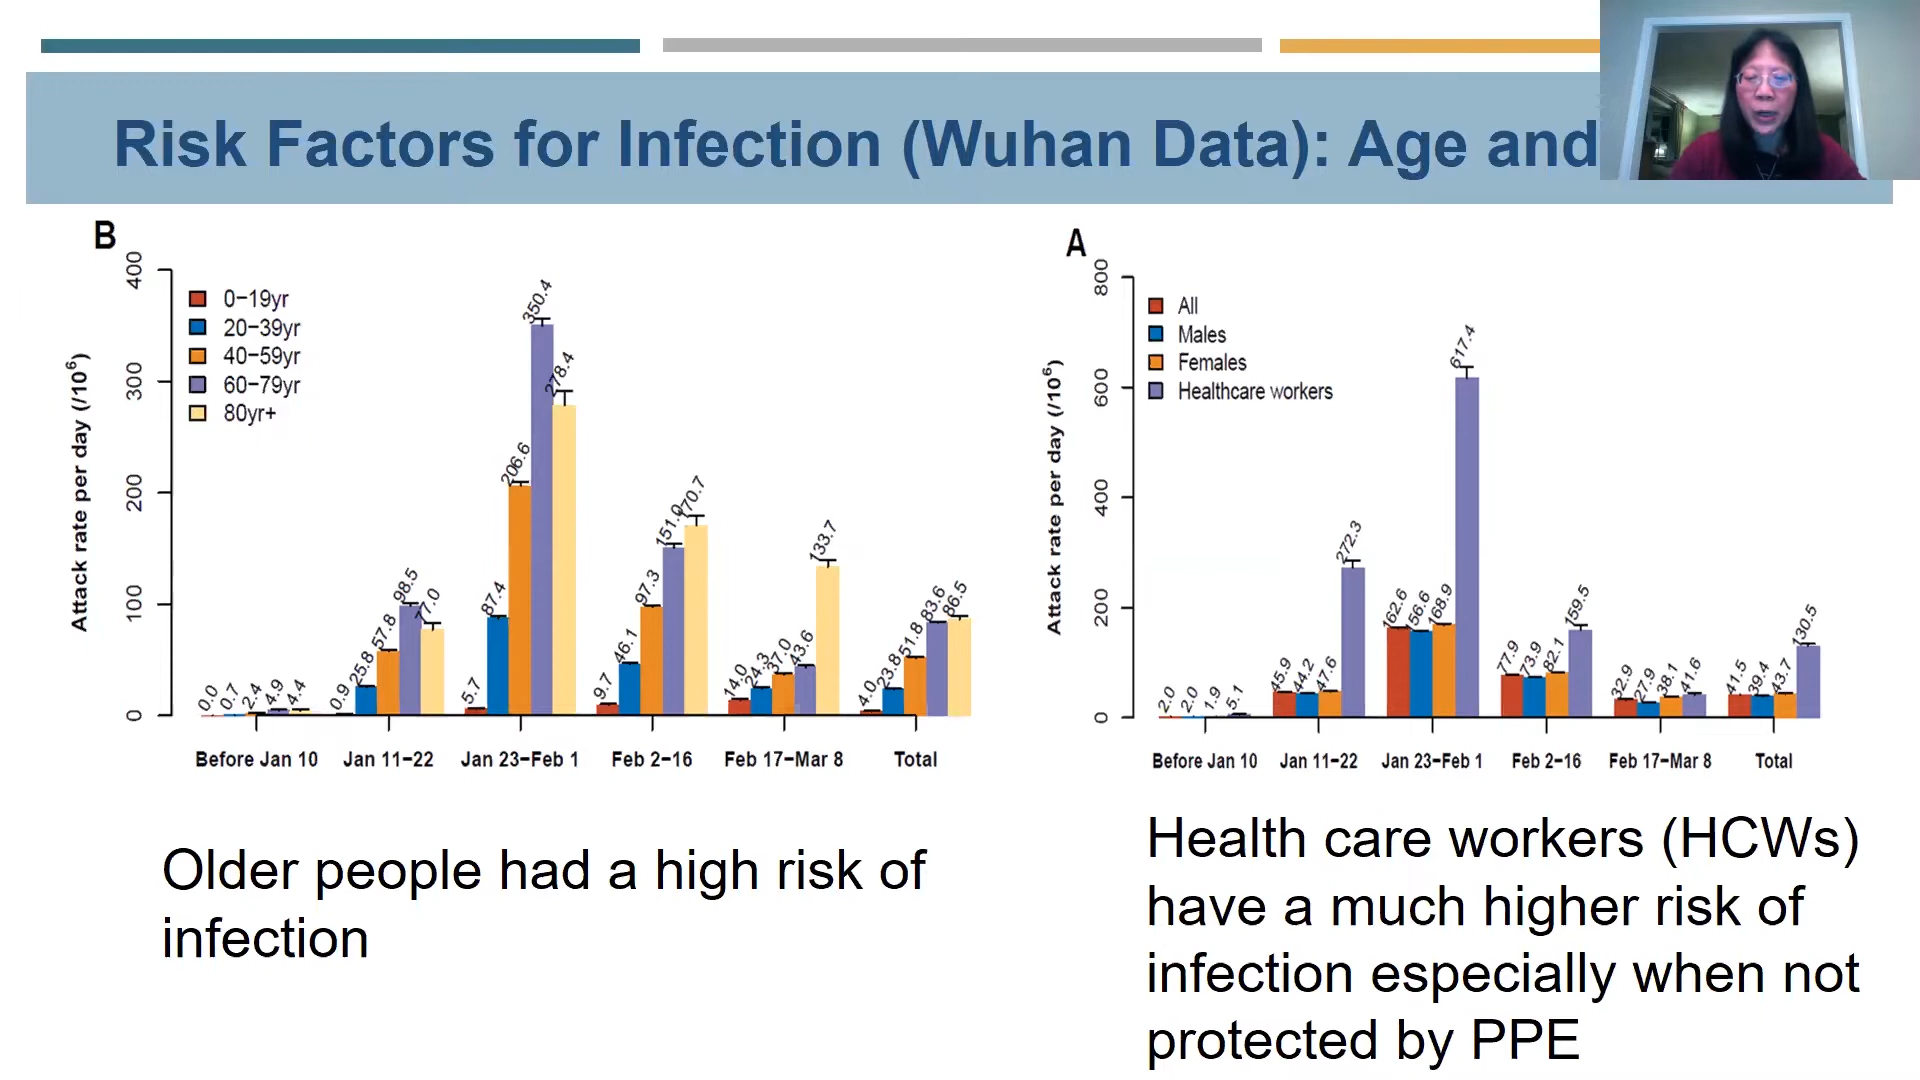 Risk Factors for Infection (Wuhan Data): Age and
B
Attack rate per day (/10⁶)
400
300
200
100
0
0−19yr
20−39yr
40−59yr
60−79yr
80yr+
0.0 0.7 2.4 4.9 4.4
0.9 25.8 57.8 98.5 77.0
5.7 87.4 206.6 350.4 278.4
9.7 46.1 97.3 151.0 170.7
14.0 24.3 37.0 43.6 133.7
4.0 23.8 51.8 83.6 86.5
Before Jan 10 Jan 11−22 Jan 23−Feb 1 Feb 2−16 Feb 17−Mar 8 Total
Older people had a high risk of
infection
A
Attack rate per day (/10⁶)
800
600
400
200
0
All
Males
Females
Healthcare workers
2.0 2.0 1.9 5.1
45.9 44.2 47.6 272.3
162.6 156.6 168.9 617.4
77.9 73.9 82.1 159.5
32.9 27.9 38.1 41.6
41.5 39.4 43.7 130.5
Before Jan 10 Jan 11−22 Jan 23−Feb 1 Feb 2−16 Feb 17−Mar 8 Total
Health care workers (HCWs)
have a much higher risk of
infection especially when not
protected by PPE